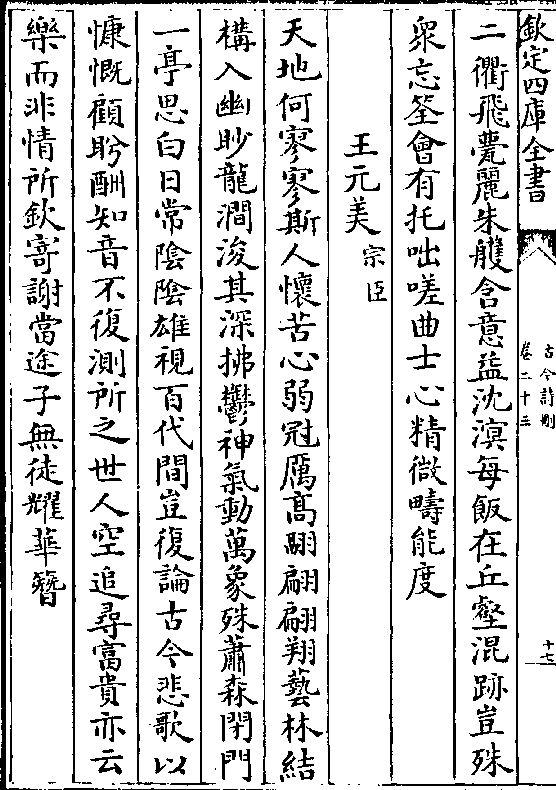 欽定四庫全書
古今詩刪
卷二十三
十七
二衢飛甍麗朱雘含意益沈溟每飯在丘壑混跡豈殊
衆忘筌會有托咄嗟曲士心精微疇能度
王元美
宗臣
天地何寥寥斯人懷苦心弱冠厲高翮翩翩翔藝林結
構入幽眇龍澗浚其深拂鬱神氣動萬象殊蕭森閉門
一亭思白日常陰陰雄視百代間豈復論古今悲歌以
慷慨顧盻酬知音不復測所之世人空追尋富貴亦云
樂而非情所欽寄謝當途子無徒耀華簪